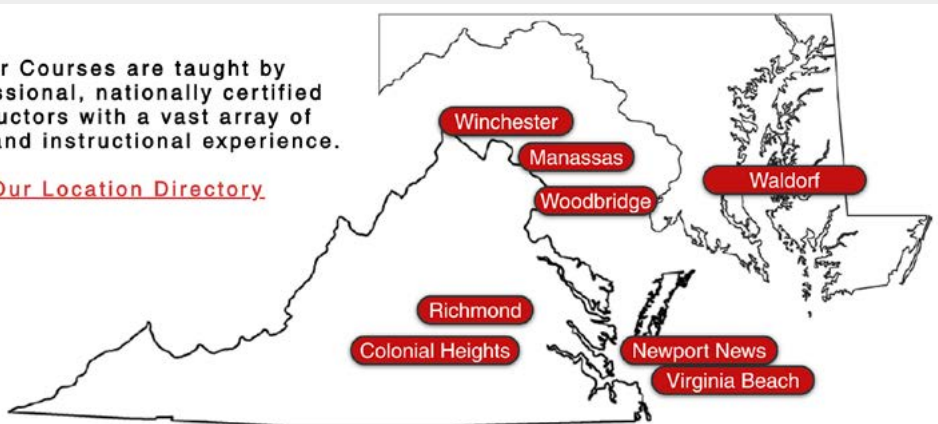 r Courses are taught by
ssional, nationally certified
uctors with a vast array of
and instructional experience.
Our Location Directory
Winchester
Manassas
Woodbridge
Waldorf
Richmond
Colonial Heights
Newport News
Virginia Beach